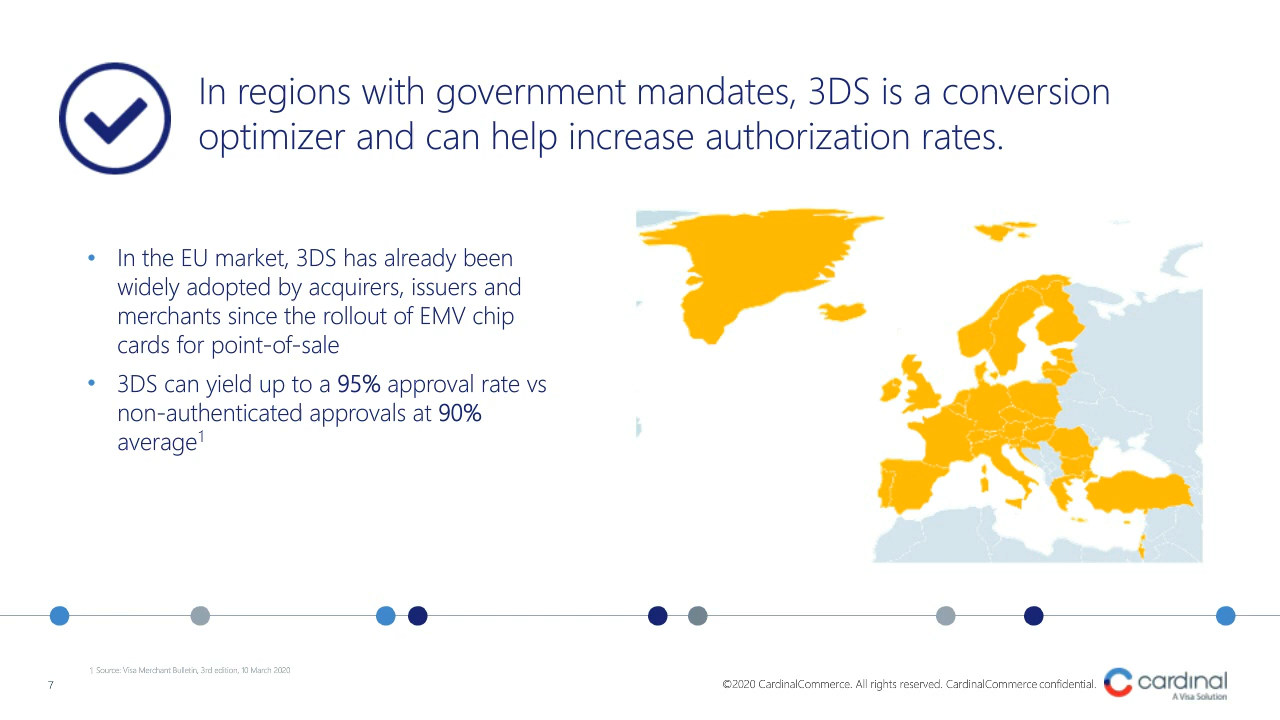 In regions with government mandates, 3DS is a conversion
optimizer and can help increase authorization rates.
• In the EU market, 3DS has already been
widely adopted by acquirers, issuers and
merchants since the rollout of EMV chip
cards for point-of-sale
• 3DS can yield up to a 95% approval rate vs
non-authenticated approvals at 90%
average1
1. Source: Visa Merchant Bulletin, 3rd edition, 10 March 2020
7
©2020 CardinalCommerce. All rights reserved. CardinalCommerce confidential.
cardinal
A Visa Solution